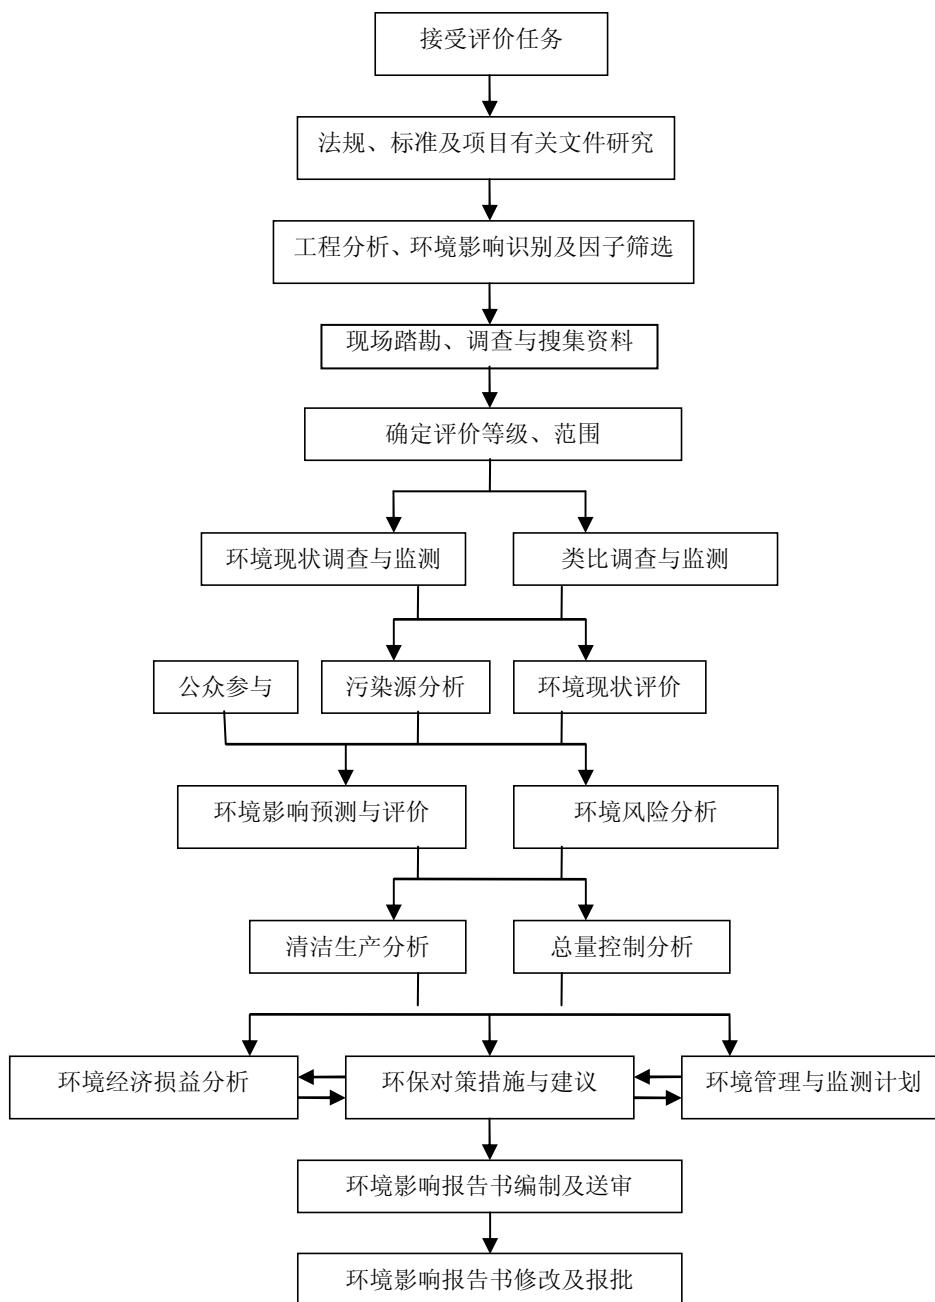 接受评价任务
法规、标准及项目有关文件研究
工程分析、环境影响识别及因子筛选
现场踏勘、调查与搜集资料
确定评价等级、范围
环境现状调查与监测
类比调查与监测
公众参与
污染源分析
环境现状评价
环境影响预测与评价
环境风险分析
清洁生产分析
总量控制分析
环境经济损益分析
环保对策措施与建议
环境管理与监测计划
环境影响报告书编制及送审
环境影响报告书修改及报批